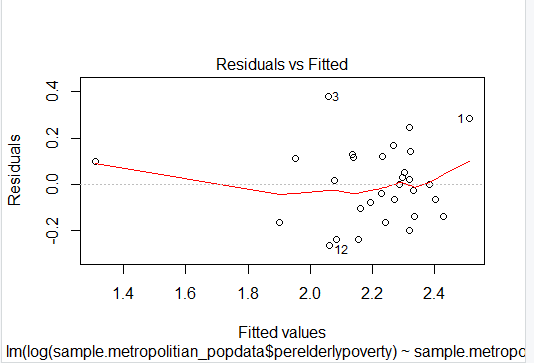 Residuals vs Fitted
Residuals
0.4
0.2
0.0
-0.2
3
1
12
1.4 1.6 1.8 2.0 2.2 2.4
Fitted values
lm(log(sample.metropolitian_popdata$perelderlypoverty) ~ sample.metropo